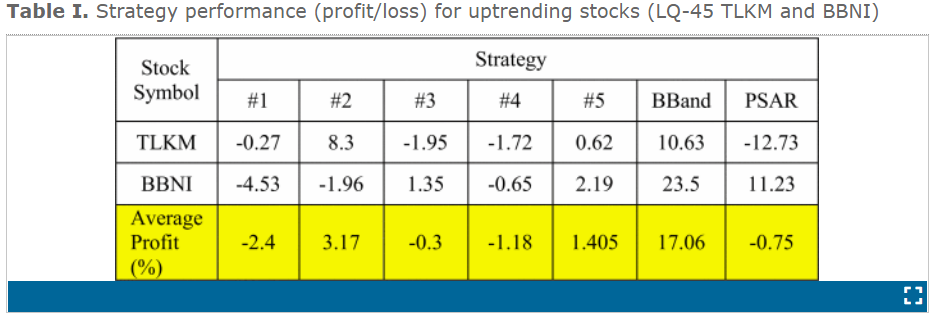 Table I. Strategy performance (profit/loss) for uptrending stocks (LQ-45 TLKM and BBNI)
Stock Symbol Strategy
#1 #2 #3 #4 #5 BBand PSAR
TLKM -0.27 8.3 -1.95 -1.72 0.62 10.63 -12.73
BBNI -4.53 -1.96 1.35 -0.65 2.19 23.5 11.23
Average Profit (%) -2.4 3.17 -0.3 -1.18 1.405 17.06 -0.75